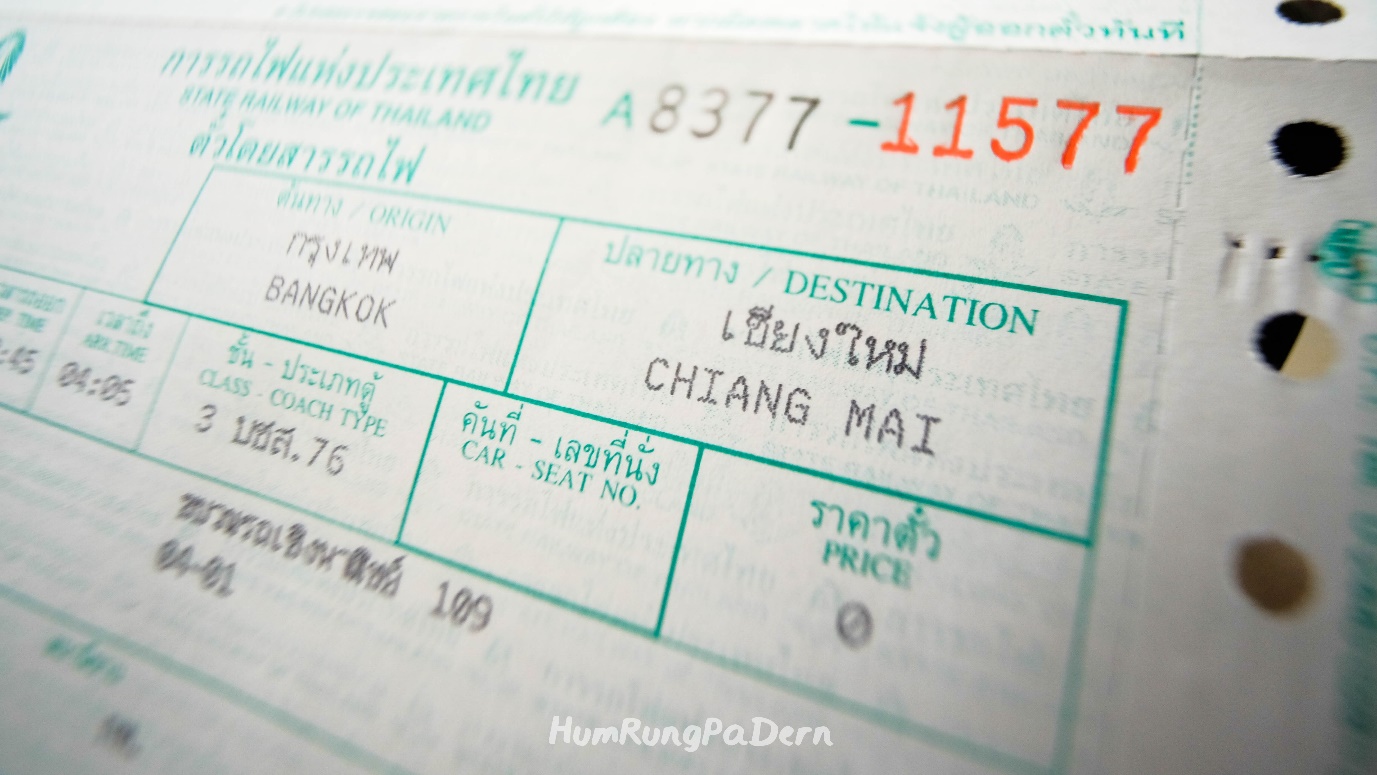 การรถไฟแห่งประเทศไทย
STATE RAILWAY OF THAILAND
A 8377 -11577
ตั๋วโดยสารรถไฟ
ต้นทาง / ORIGIN
กรุงเทพ
BANGKOK
ปลายทาง / DESTINATION
เชียงใหม่
CHIANG MAI
:45
เวลาถึง
ARR.TIME
04:05
ชั้น - ประเภทตู้
CLASS - COACH TYPE
3 บชส.76
คันที่ - เลขที่นั่ง
CAR - SEAT NO.
ราคาตั๋ว
PRICE
0
109
04-01
HumRungPaDern